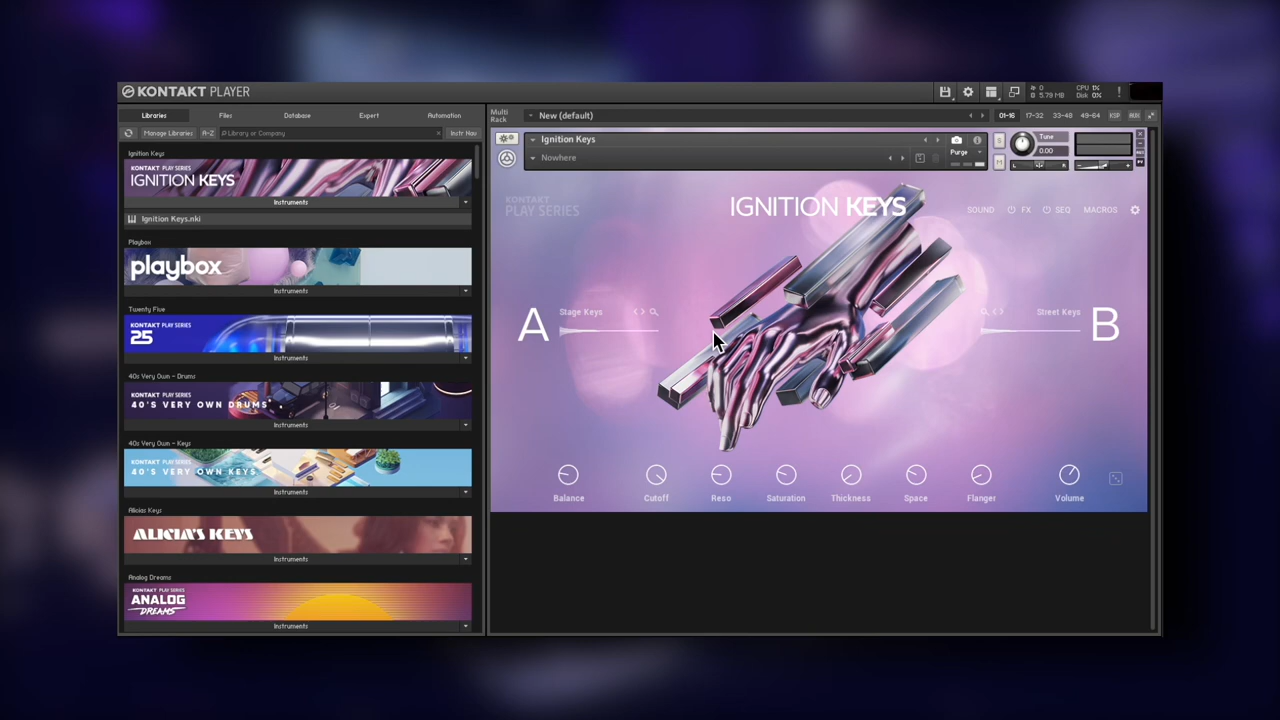 KONTAKT PLAYER
0
5.79 MB
CPU 1%
Disk 0%
!
Libraries
Files
Database
Expert
Automation
Manage Libraries
A-Z
Library or Company
Instr Nav
Ignition Keys
KONTAKT PLAY SERIES
IGNITION KEYS
Instruments
Ignition Keys.nki
Playbox
playbox
Instruments
Twenty Five
KONTAKT PLAY SERIES
25
Instruments
40s Very Own - Drums
KONTAKT PLAY SERIES
40'S VERY OWN DRUMS
Instruments
40s Very Own - Keys
KONTAKT PLAY SERIES
40'S VERY OWN KEYS
Instruments
Alicias Keys
ALICIA'S KEYS
Instruments
Analog Dreams
KONTAKT PLAY SERIES
ANALOG
DREAMS
Instruments
Multi
Rack
New (default)
01-16
17-32
33-48
49-64
KSP
AUX
Ignition Keys
Nowhere
Purge
S
M
Tune
0.00
L
R
KONTAKT
PLAY SERIES
IGNITION KEYS
SOUND
FX
SEQ
MACROS
A
Stage Keys
Street Keys
B
Balance
Cutoff
Reso
Saturation
Thickness
Space
Flanger
Volume